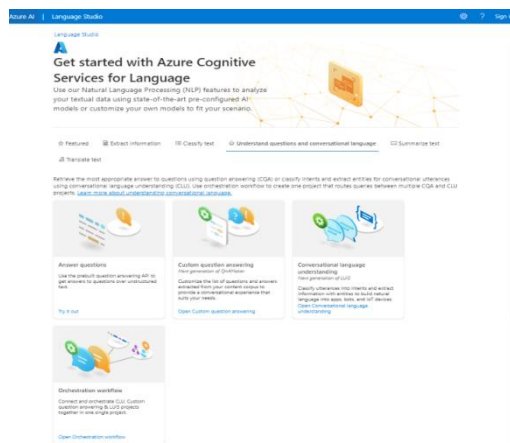 Azure AI | Language Studio ? Sign
Language Studio
Get started with Azure Cognitive
Services for Language
Use our Natural Language Processing (NLP) features to analyze
your textual data using state-of-the-art pre-configured AI
models or customize your own models to fit your scenario.
Featured Extract information Classify text Understand questions and conversational language Summarize text
Translate text
Retrieve the most appropriate answer to questions using question answering (CQA) or classify intents and extract entities for conversational utterances
using conversational language understanding (CLU). Use orchestration workflow to create one project that routes queries between multiple CQA and CLU
projects. Learn more about understanding conversational language.
Answer questions
Use the prebuilt question answering API to
get answers to questions over unstructured
text.
Try it out
Custom question answering
Next generation of QnAMaker
Customize the list of questions and answers
extracted from your content corpus to
provide a conversational experience that
suits your needs.
Open Custom question answering
Conversational language
understanding
Next generation of LUIS
Classify utterances into intents and extract
information with entities to build natural
language into apps, bots, and IoT devices.
Open Conversational language
understanding
Orchestration workflow
Connect and orchestrate CLU, Custom
question answering & LUIS projects
together in one single project.
Open Orchestration workflow